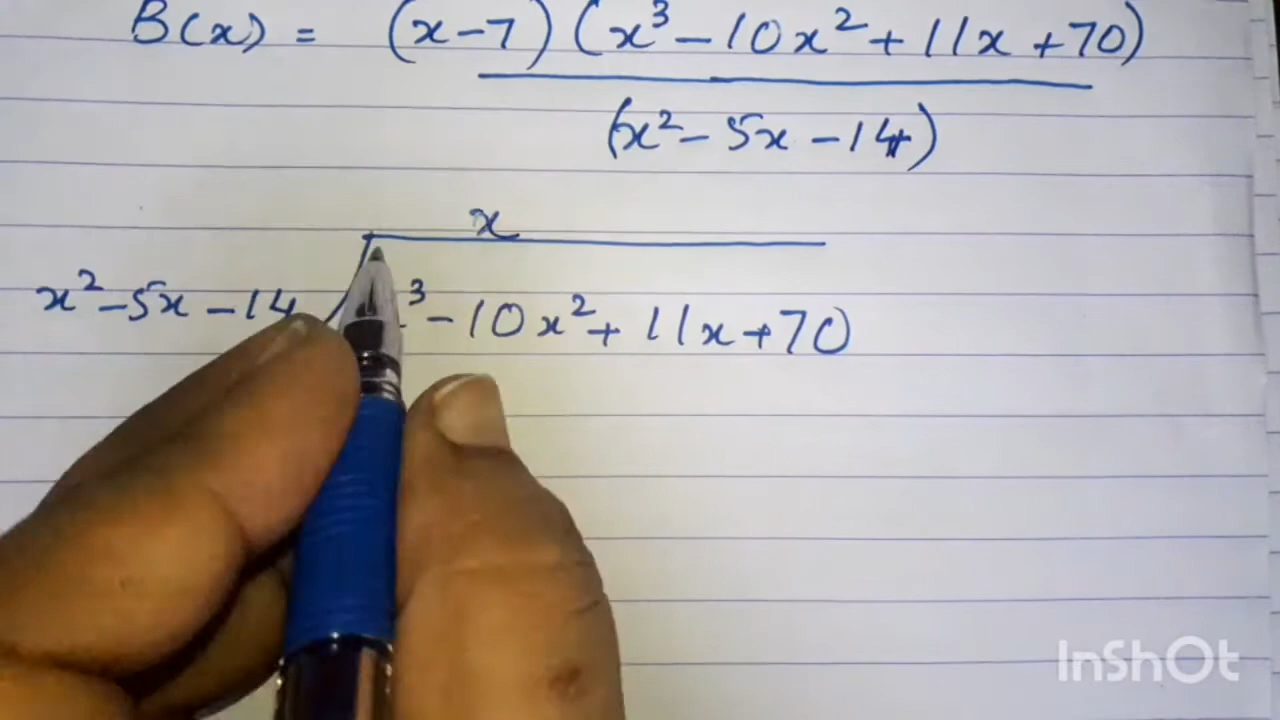 B(x) = (x-7) (x³ - 10x² + 11x + 70)
(x² - 5x - 14)
x
x² - 5x - 14 ³ - 10x² + 11x + 70
InShOt